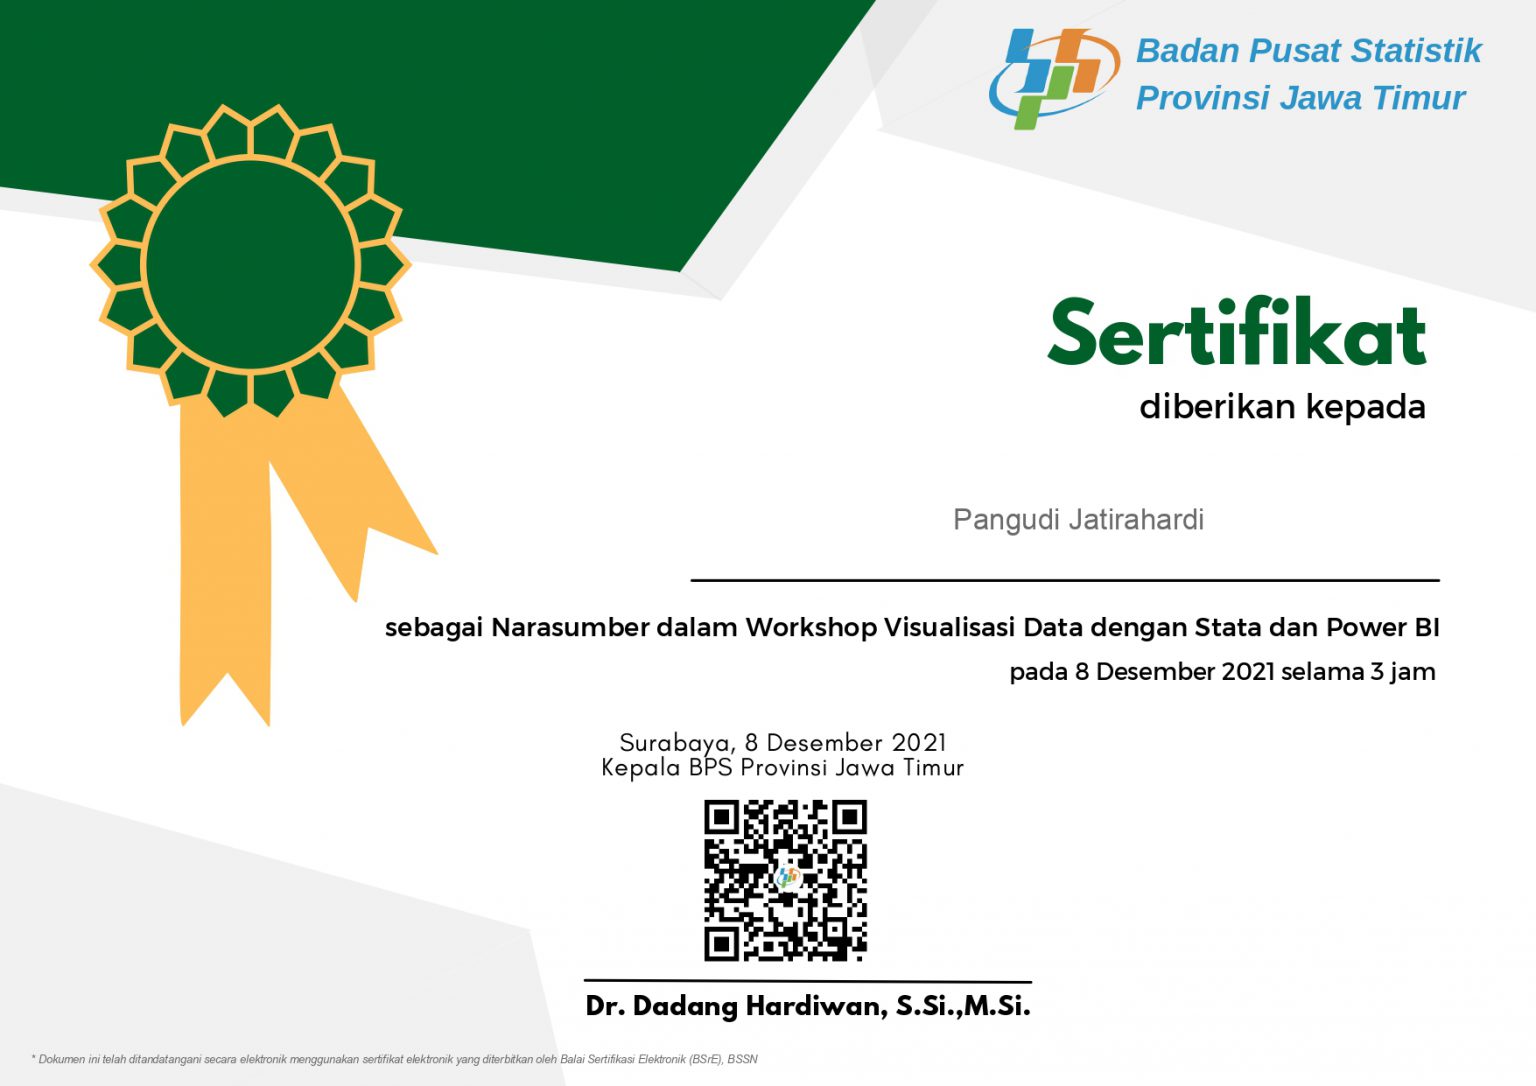 Badan Pusat Statistik
Provinsi Jawa Timur
Sertifikat
diberikan kepada
Pangudi Jatirahardi
sebagai Narasumber dalam Workshop Visualisasi Data dengan Stata dan Power BI
pada 8 Desember 2021 selama 3 jam
Surabaya, 8 Desember 2021
Kepala BPS Provinsi Jawa Timur
Dr. Dadang Hardiwan, S.Si.,M.Si.
* Dokumen ini telah ditandatangani secara elektronik menggunakan sertifikat elektronik yang diterbitkan oleh Balai Sertifikasi Elektronik (BSrE), BSSN